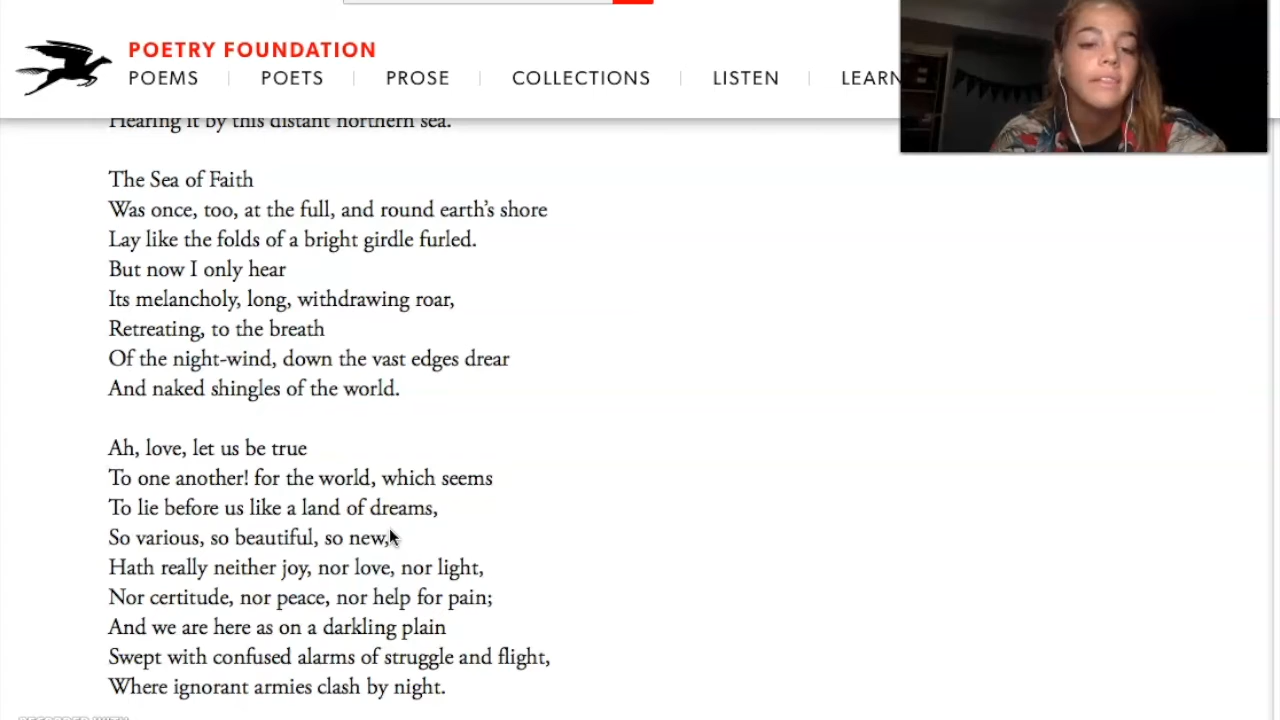 POETRY FOUNDATION
POEMS
POETS
PROSE
COLLECTIONS
LISTEN
LEARN
Hearing it by this distant northern sea.
The Sea of Faith
Was once, too, at the full, and round earth’s shore
Lay like the folds of a bright girdle furled.
But now I only hear
Its melancholy, long, withdrawing roar,
Retreating, to the breath
Of the night-wind, down the vast edges drear
And naked shingles of the world.
Ah, love, let us be true
To one another! for the world, which seems
To lie before us like a land of dreams,
So various, so beautiful, so new,
Hath really neither joy, nor love, nor light,
Nor certitude, nor peace, nor help for pain;
And we are here as on a darkling plain
Swept with confused alarms of struggle and flight,
Where ignorant armies clash by night.
RECORDED WITH